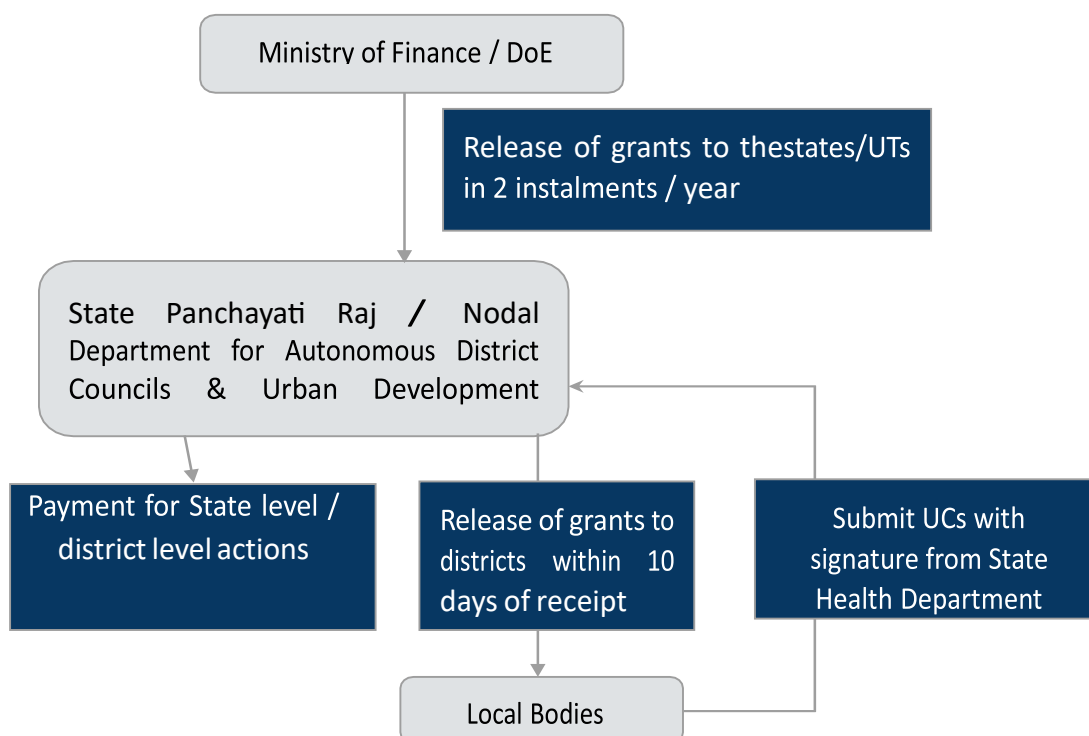 Ministry of Finance / DoE
Release of grants to thestates/UTs
in 2 instalments / year
State Panchayati Raj / Nodal
Department for Autonomous District
Councils & Urban Development
Payment for State level /
district level actions
Release of grants to
districts within 10
days of receipt
Submit UCs with
signature from State
Health Department
Local Bodies